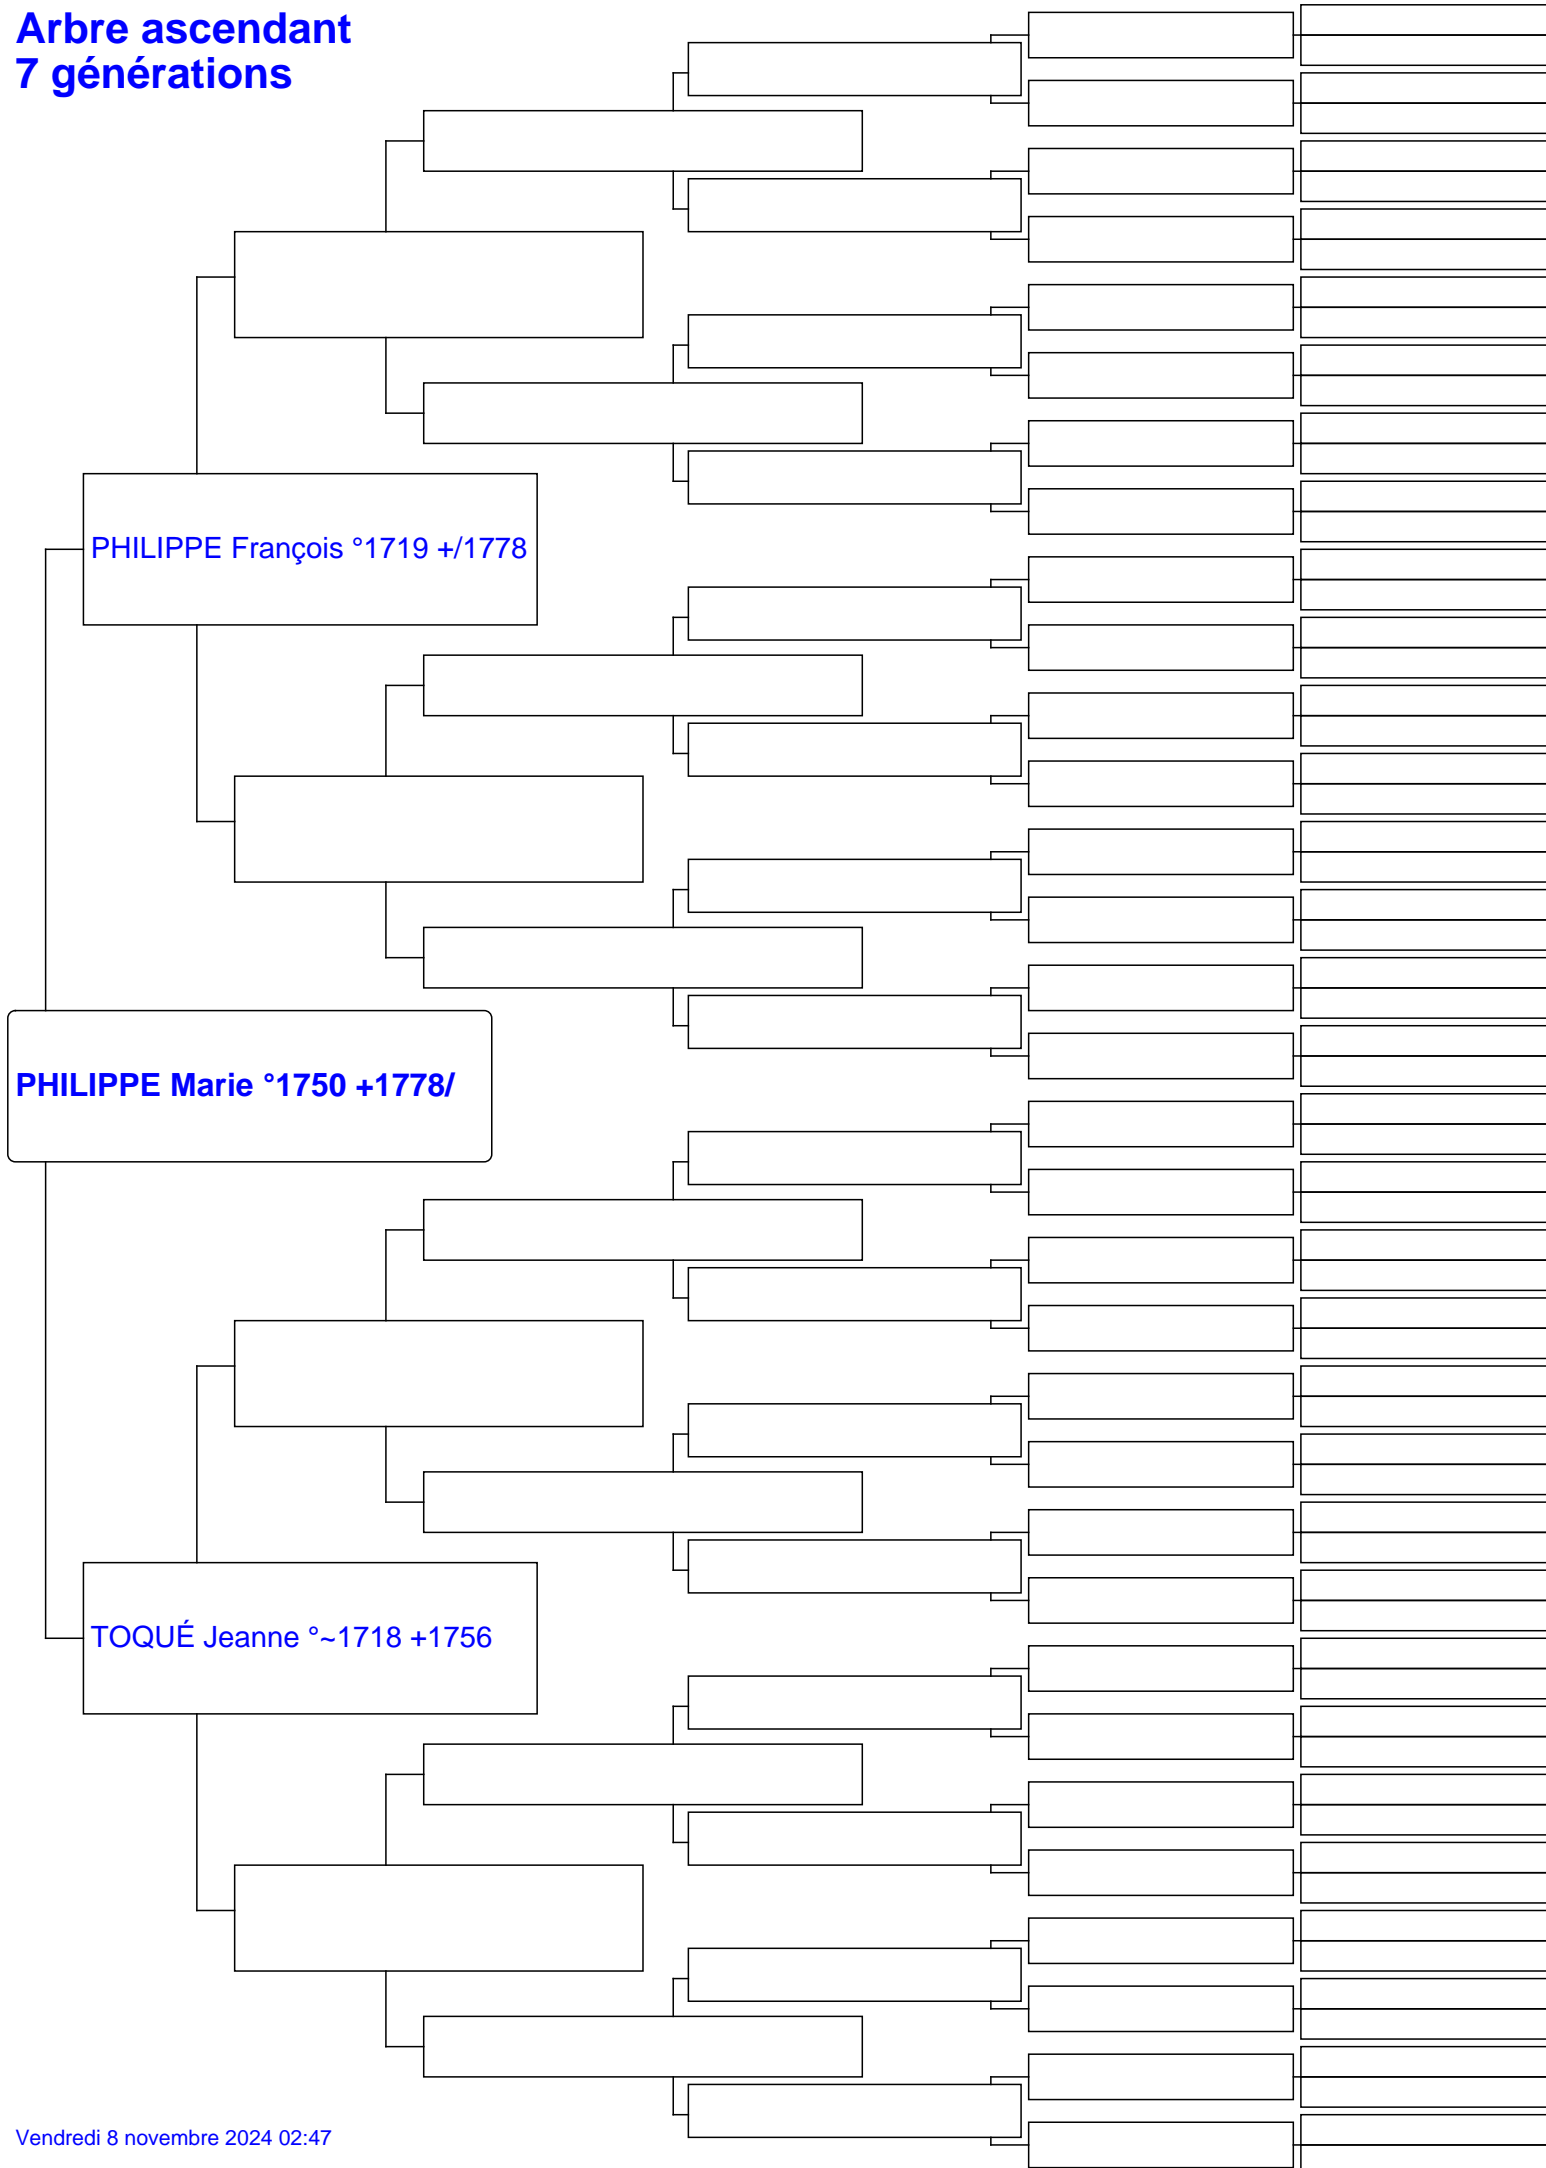 Arbre ascendant
7 générations
PHILIPPE François °1719 +/1778
PHILIPPE Marie °1750 +1778/
TOQUÉ Jeanne °~1718 +1756
Vendredi 8 novembre 2024 02:47